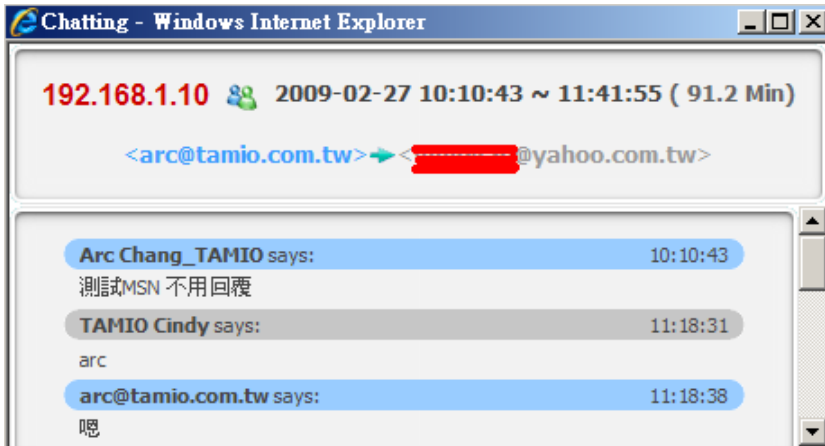 Chatting - Windows Internet Explorer
192.168.1.10 2009-02-27 10:10:43 ~ 11:41:55 ( 91.2 Min)
<arc@tamio.com.tw> < @yahoo.com.tw>
Arc Chang_TAMIO says: 10:10:43
測試MSN 不用回覆
TAMIO Cindy says: 11:18:31
arc
arc@tamio.com.tw says: 11:18:38
嗯